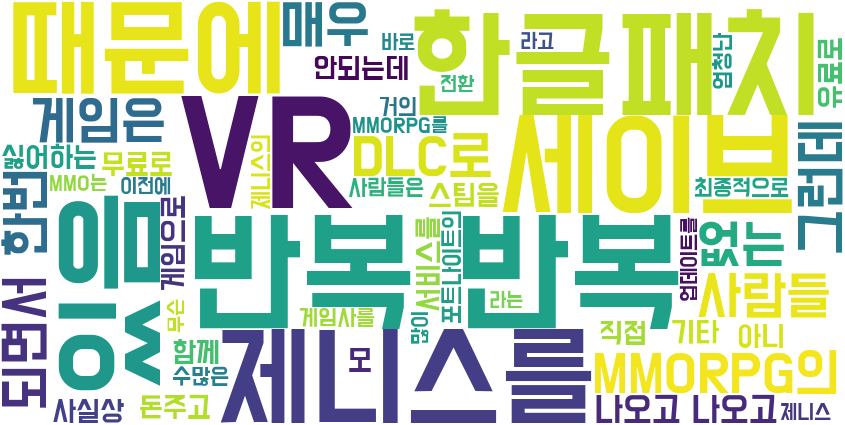 때문에
매우
바로
라고
한글패치
엄청난
유료로
안되는데
전환
게임은
VR
거의
MMORPG를
세이브
싫어하는
무료로
제니스의
DLC로
그런데
MMO는
이전에
사람들은
스팀을
최종적으로
한번
있음
게임으로
반복 반복
서비스를
포트나이트의
업데이트를
없는
되면서
사람들
무슨
게임사를
많이
라는
직접
기타
아니
함께
제니스를
모
수많은
MMORPG의
사실상
돈주고
나오고 나오고
제니스